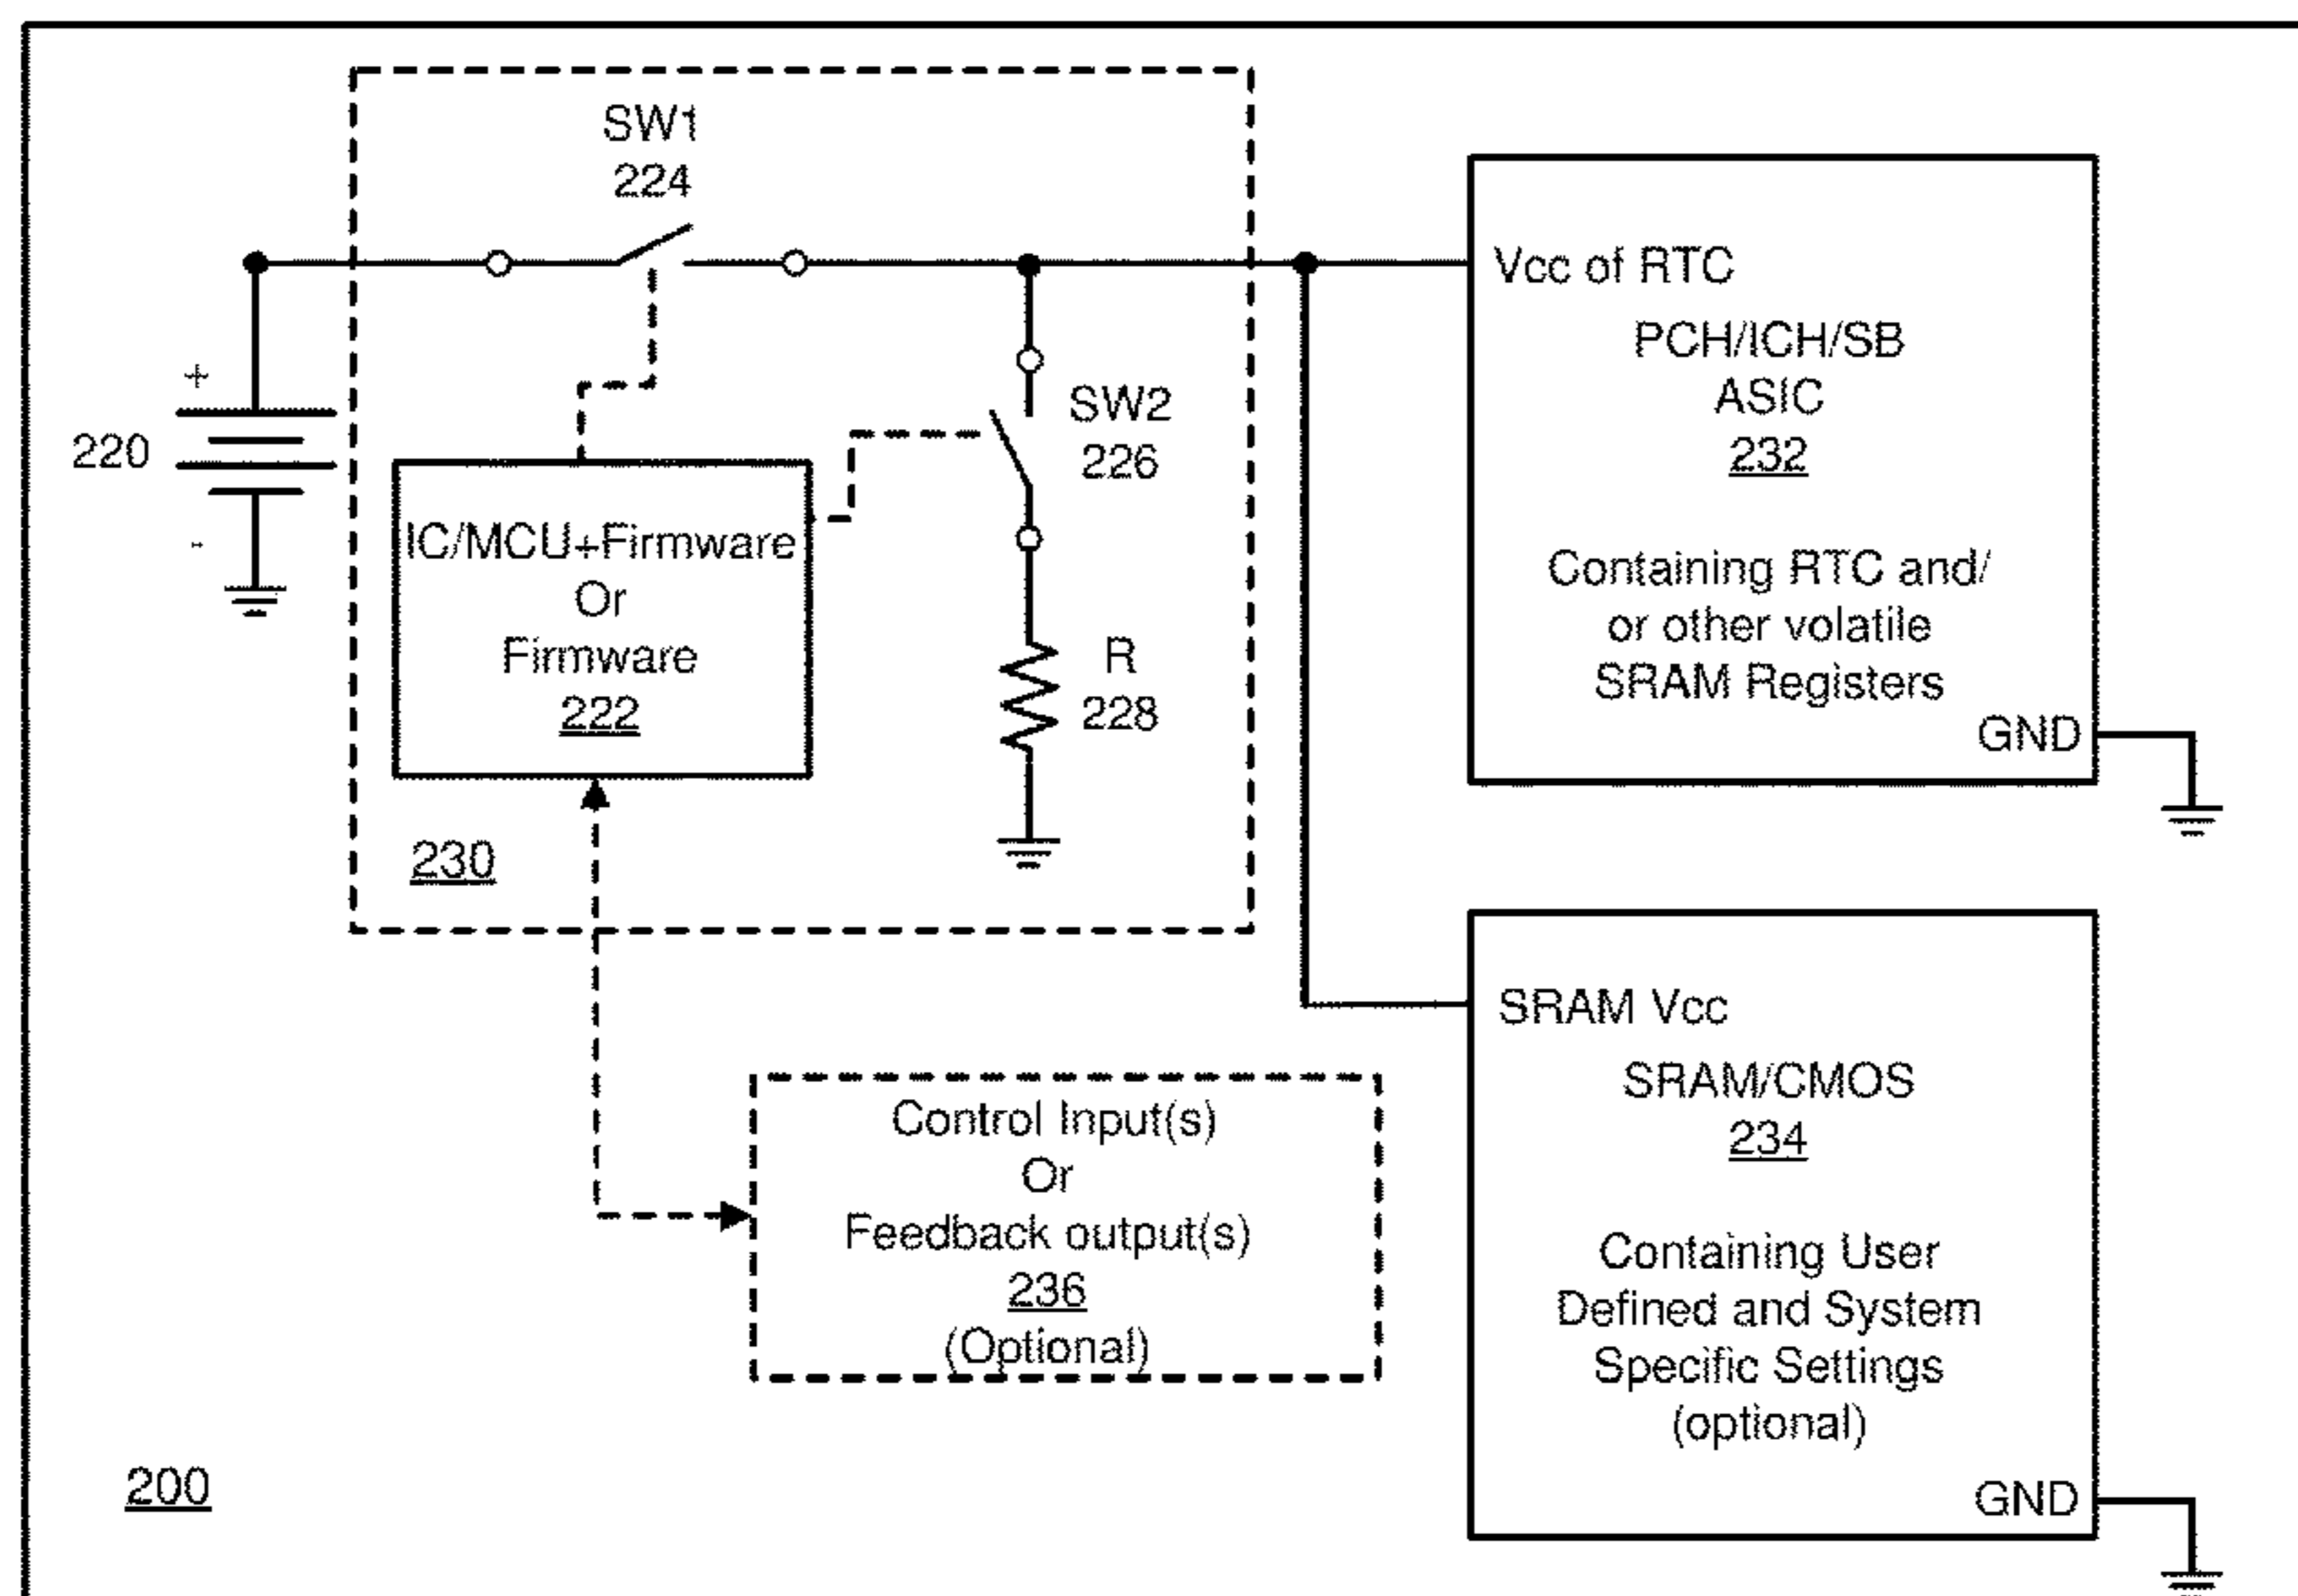 SW1
224
+
220
-
IC/MCU+Firmware
Or
Firmware
222
SW2
226
R
228
230
Vcc of RTC
PCH/ICH/SB
ASIC
232
Containing RTC and/
or other volatile
SRAM Registers
GND
SRAM Vcc
SRAM/CMOS
234
Containing User
Defined and System
Specific Settings
(optional)
GND
Control Input(s)
Or
Feedback output(s)
236
(Optional)
200